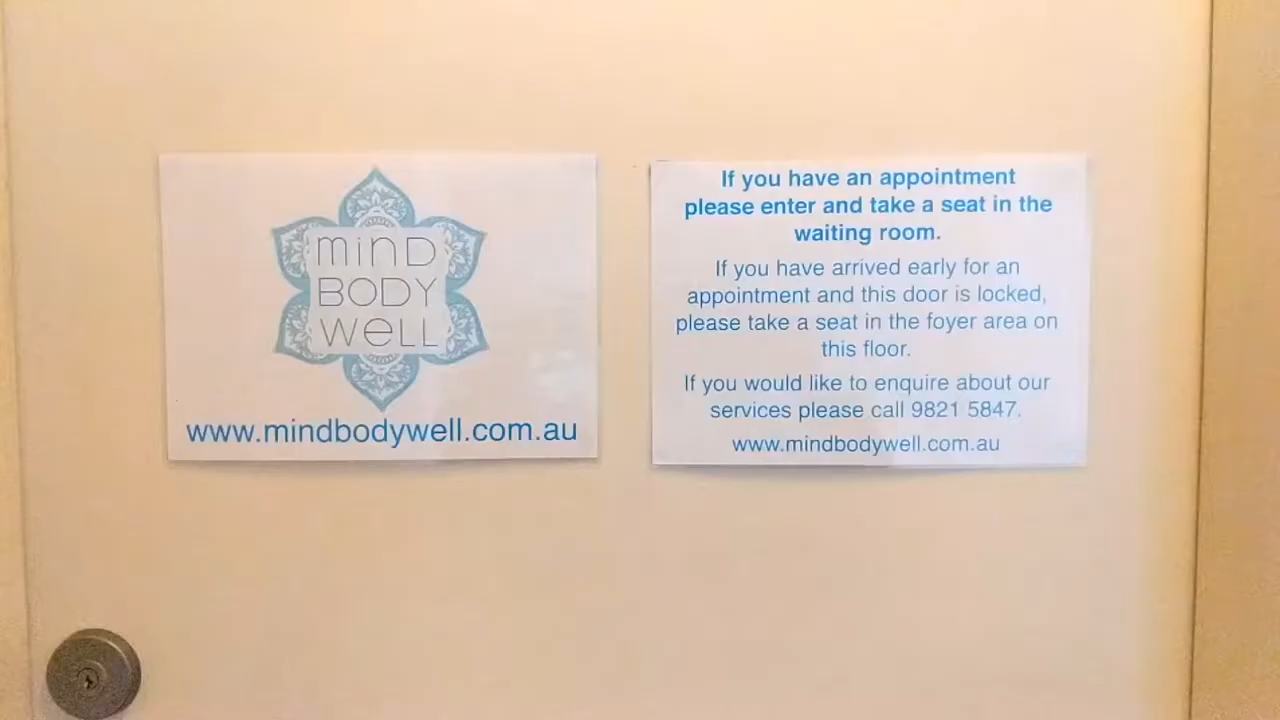 mind
BODY
well
www.mindbodywell.com.au
If you have an appointment
please enter and take a seat in the
waiting room.
If you have arrived early for an
appointment and this door is locked,
please take a seat in the foyer area on
this floor.
If you would like to enquire about our
services please call 9821 5847.
www.mindbodywell.com.au